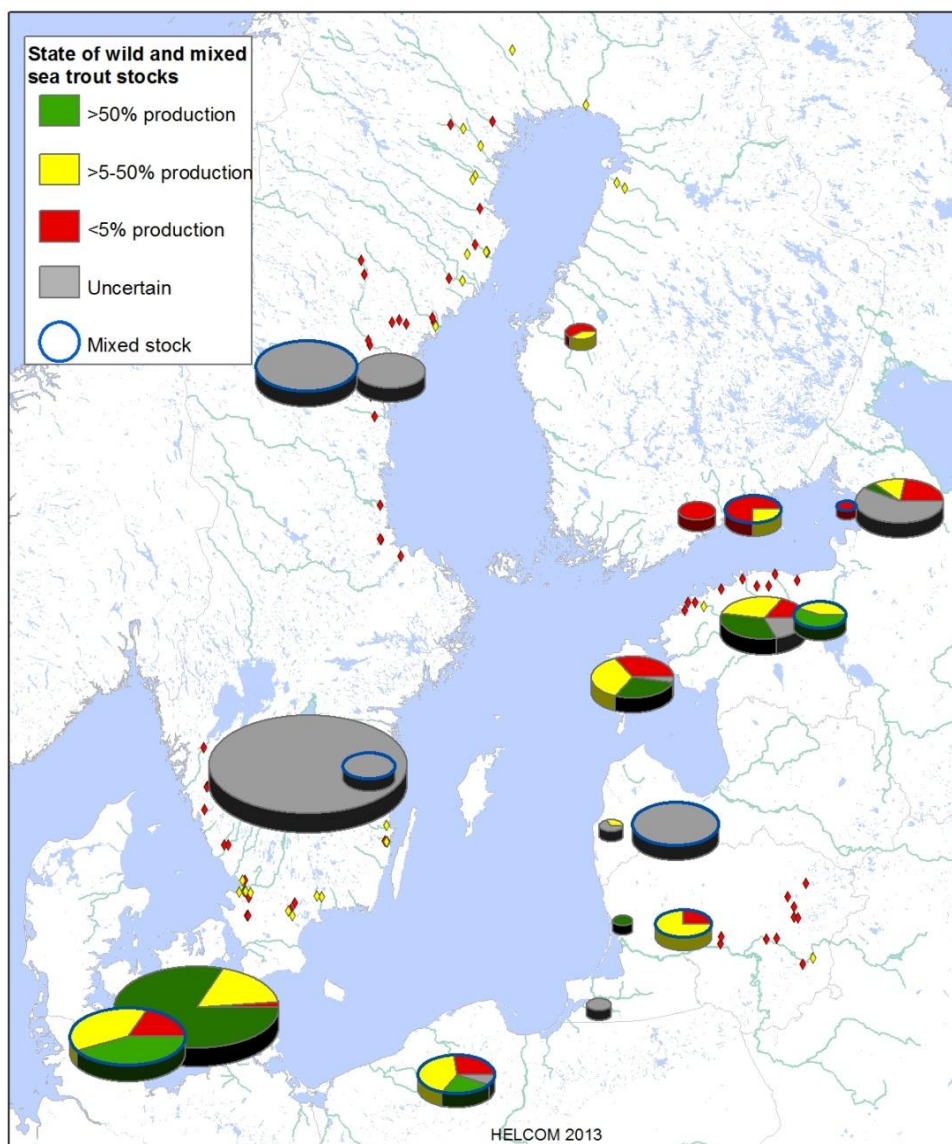 State of wild and mixed
sea trout stocks
>50% production
>5-50% production
<5% production
Uncertain
Mixed stock
HELCOM 2013